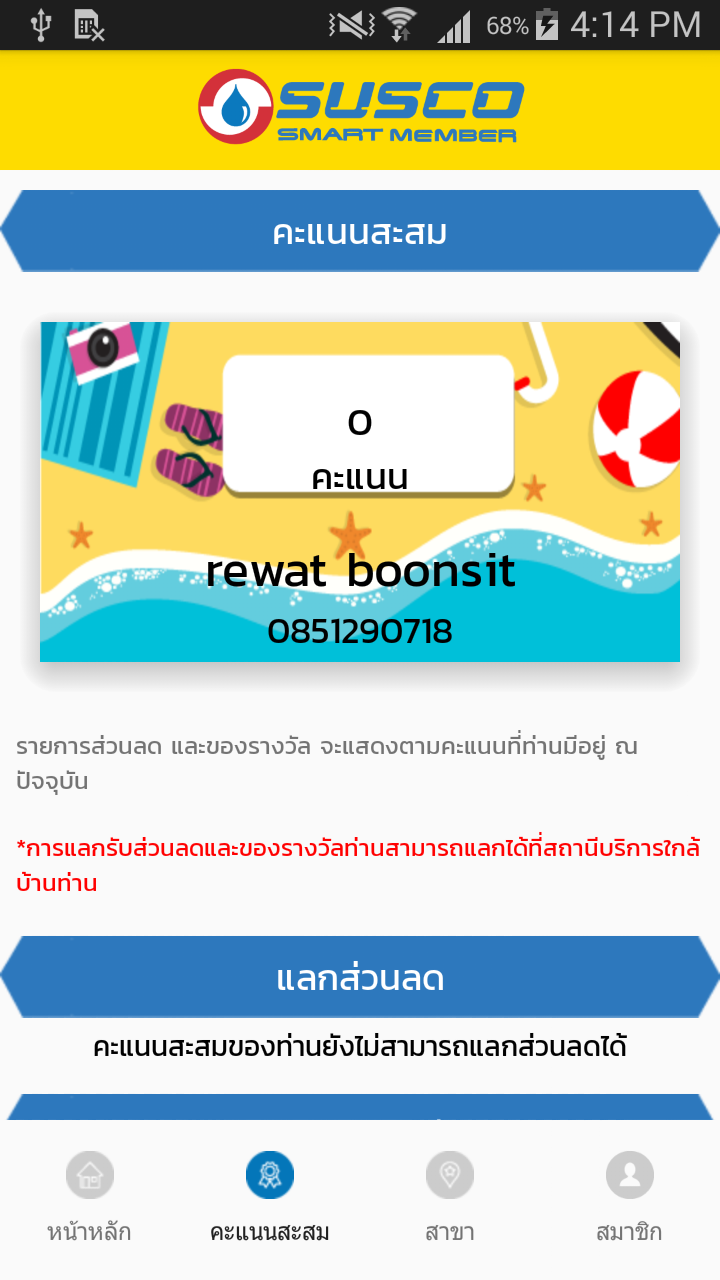 68% 4:14 PM
SUSCO
SMART MEMBER
คะแนนสะสม
0
คะแนน
rewat boonsit
0851290718
รายการส่วนลด และของรางวัล จะแสดงตามคะแนนที่ท่านมีอยู่ ณ
ปัจจุบัน
*การแลกรับส่วนลดและของรางวัลท่านสามารถแลกได้ที่สถานีบริการใกล้
บ้านท่าน
แลกส่วนลด
คะแนนสะสมของท่านยังไม่สามารถแลกส่วนลดได้
หน้าหลัก
คะแนนสะสม
สาขา
สมาชิก